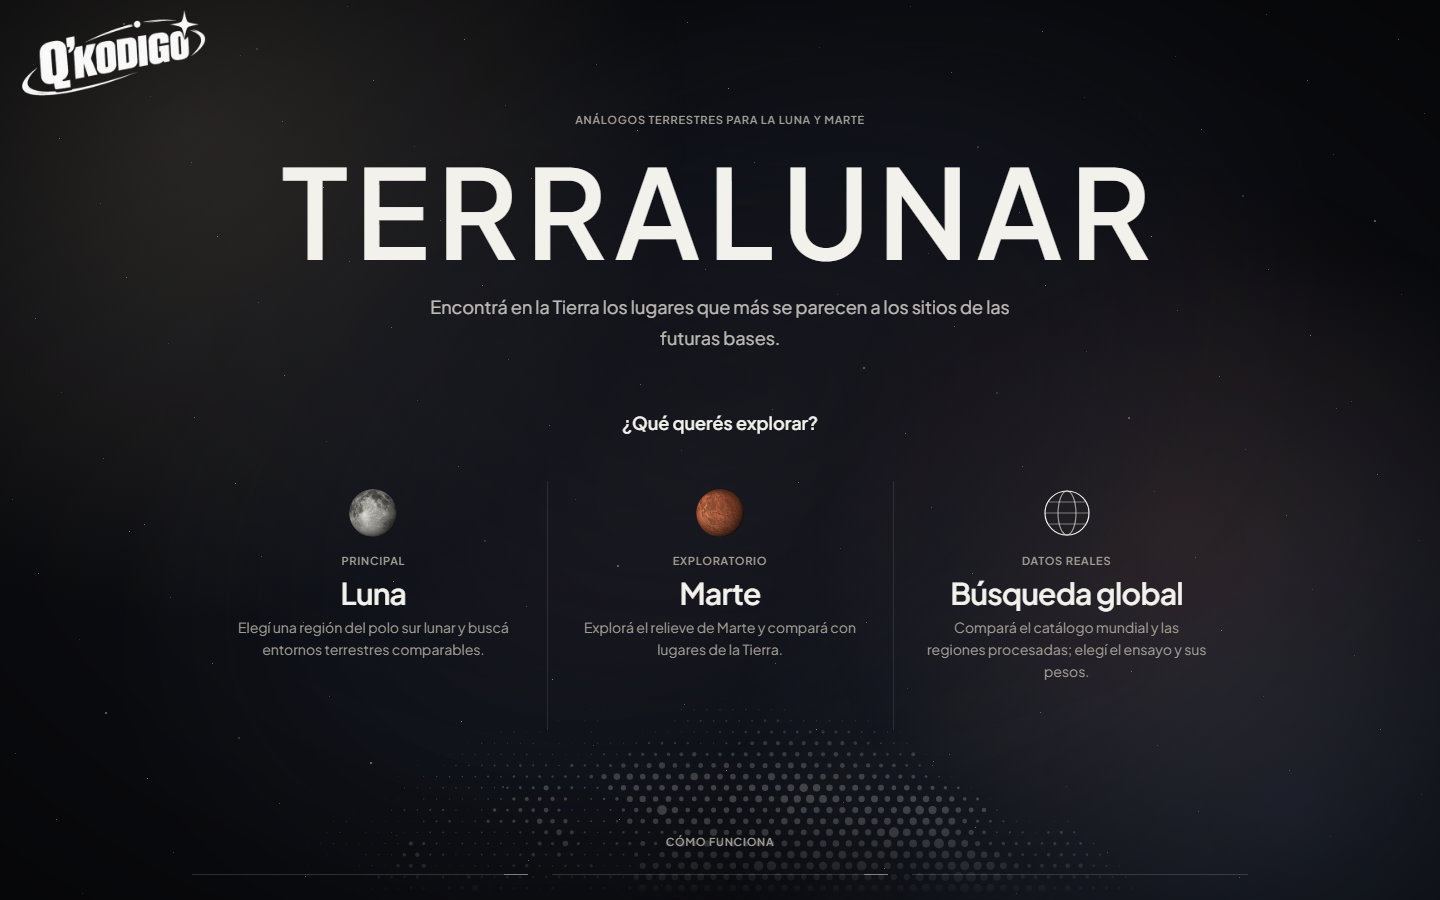 Q'KODIGO
ANÁLOGOS TERRESTRES PARA LA LUNA Y MARTE
TERRALUNAR
Encontrá en la Tierra los lugares que más se parecen a los sitios de las
futuras bases.
¿Qué querés explorar?
PRINCIPAL
Luna
Elegí una región del polo sur lunar y buscá
entornos terrestres comparables.
EXPLORATORIO
Marte
Explorá el relieve de Marte y compará con
lugares de la Tierra.
DATOS REALES
Búsqueda global
Compará el catálogo mundial y las
regiones procesadas; elegí el ensayo y sus
pesos.
CÓMO FUNCIONA